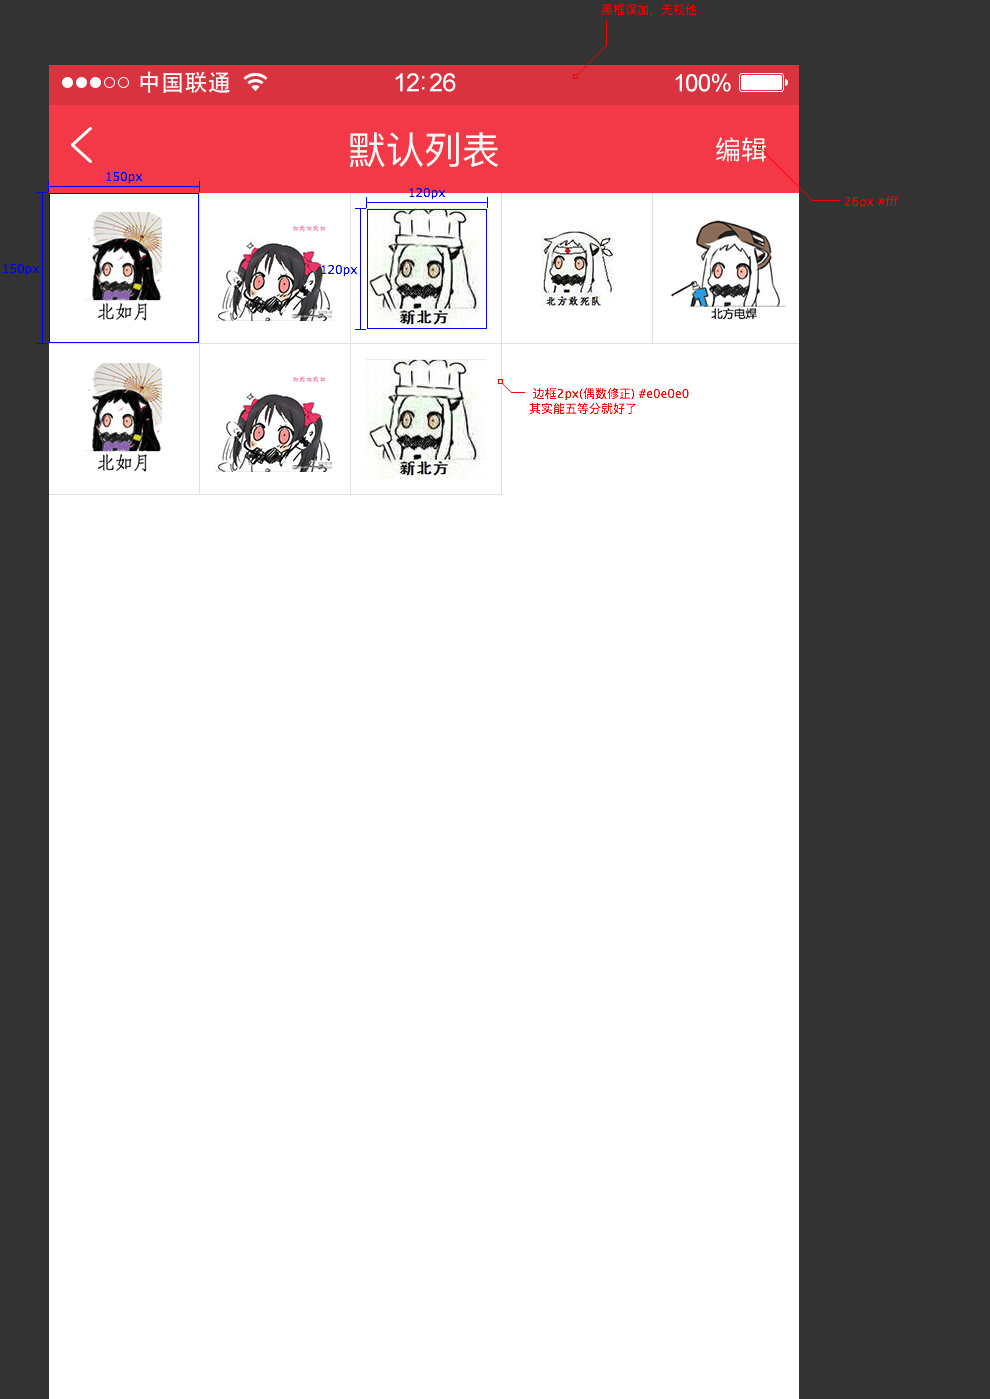 黑框误加，无视他
中国联通
12:26
100%
默认列表
编辑
150px
120px
26px #fff
150px
120px
北如月
新北方
北方敢死队
北方电焊
边框2px(偶数修正) #e0e0e0
其实能五等分就好了
北如月
新北方